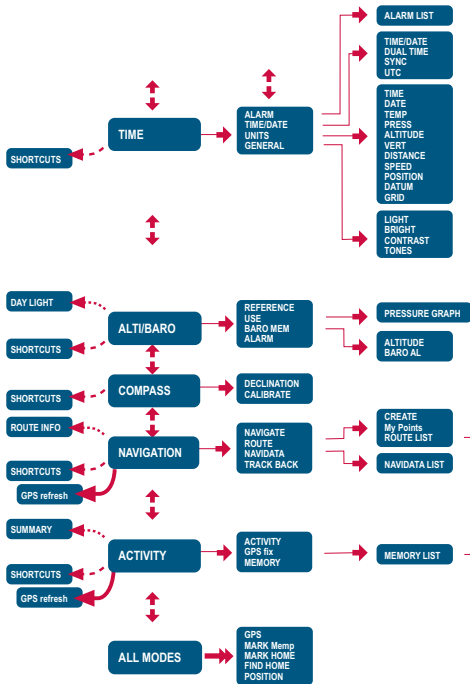 ALARM LIST
TIME/DATE
DUAL TIME
SYNC
UTC
TIME
SHORTCUTS
ALARM
TIME/DATE
UNITS
GENERAL
TIME
DATE
TEMP
PRESS
ALTITUDE
VERT
DISTANCE
SPEED
POSITION
DATUM
GRID
LIGHT
BRIGHT
CONTRAST
TONES
DAY LIGHT
SHORTCUTS
ALTI/BARO
REFERENCE
USE
BARO MEM
ALARM
PRESSURE GRAPH
ALTITUDE
BARO AL
SHORTCUTS
COMPASS
DECLINATION
CALIBRATE
ROUTE INFO
SHORTCUTS
GPS refresh
NAVIGATION
NAVIGATE
ROUTE
NAVIDATA
TRACK BACK
CREATE
My Points
ROUTE LIST
NAVIDATA LIST
SUMMARY
SHORTCUTS
GPS refresh
ACTIVITY
ACTIVITY
GPS fix
MEMORY
MEMORY LIST
ALL MODES
GPS
MARK Memp
MARK HOME
FIND HOME
POSITION